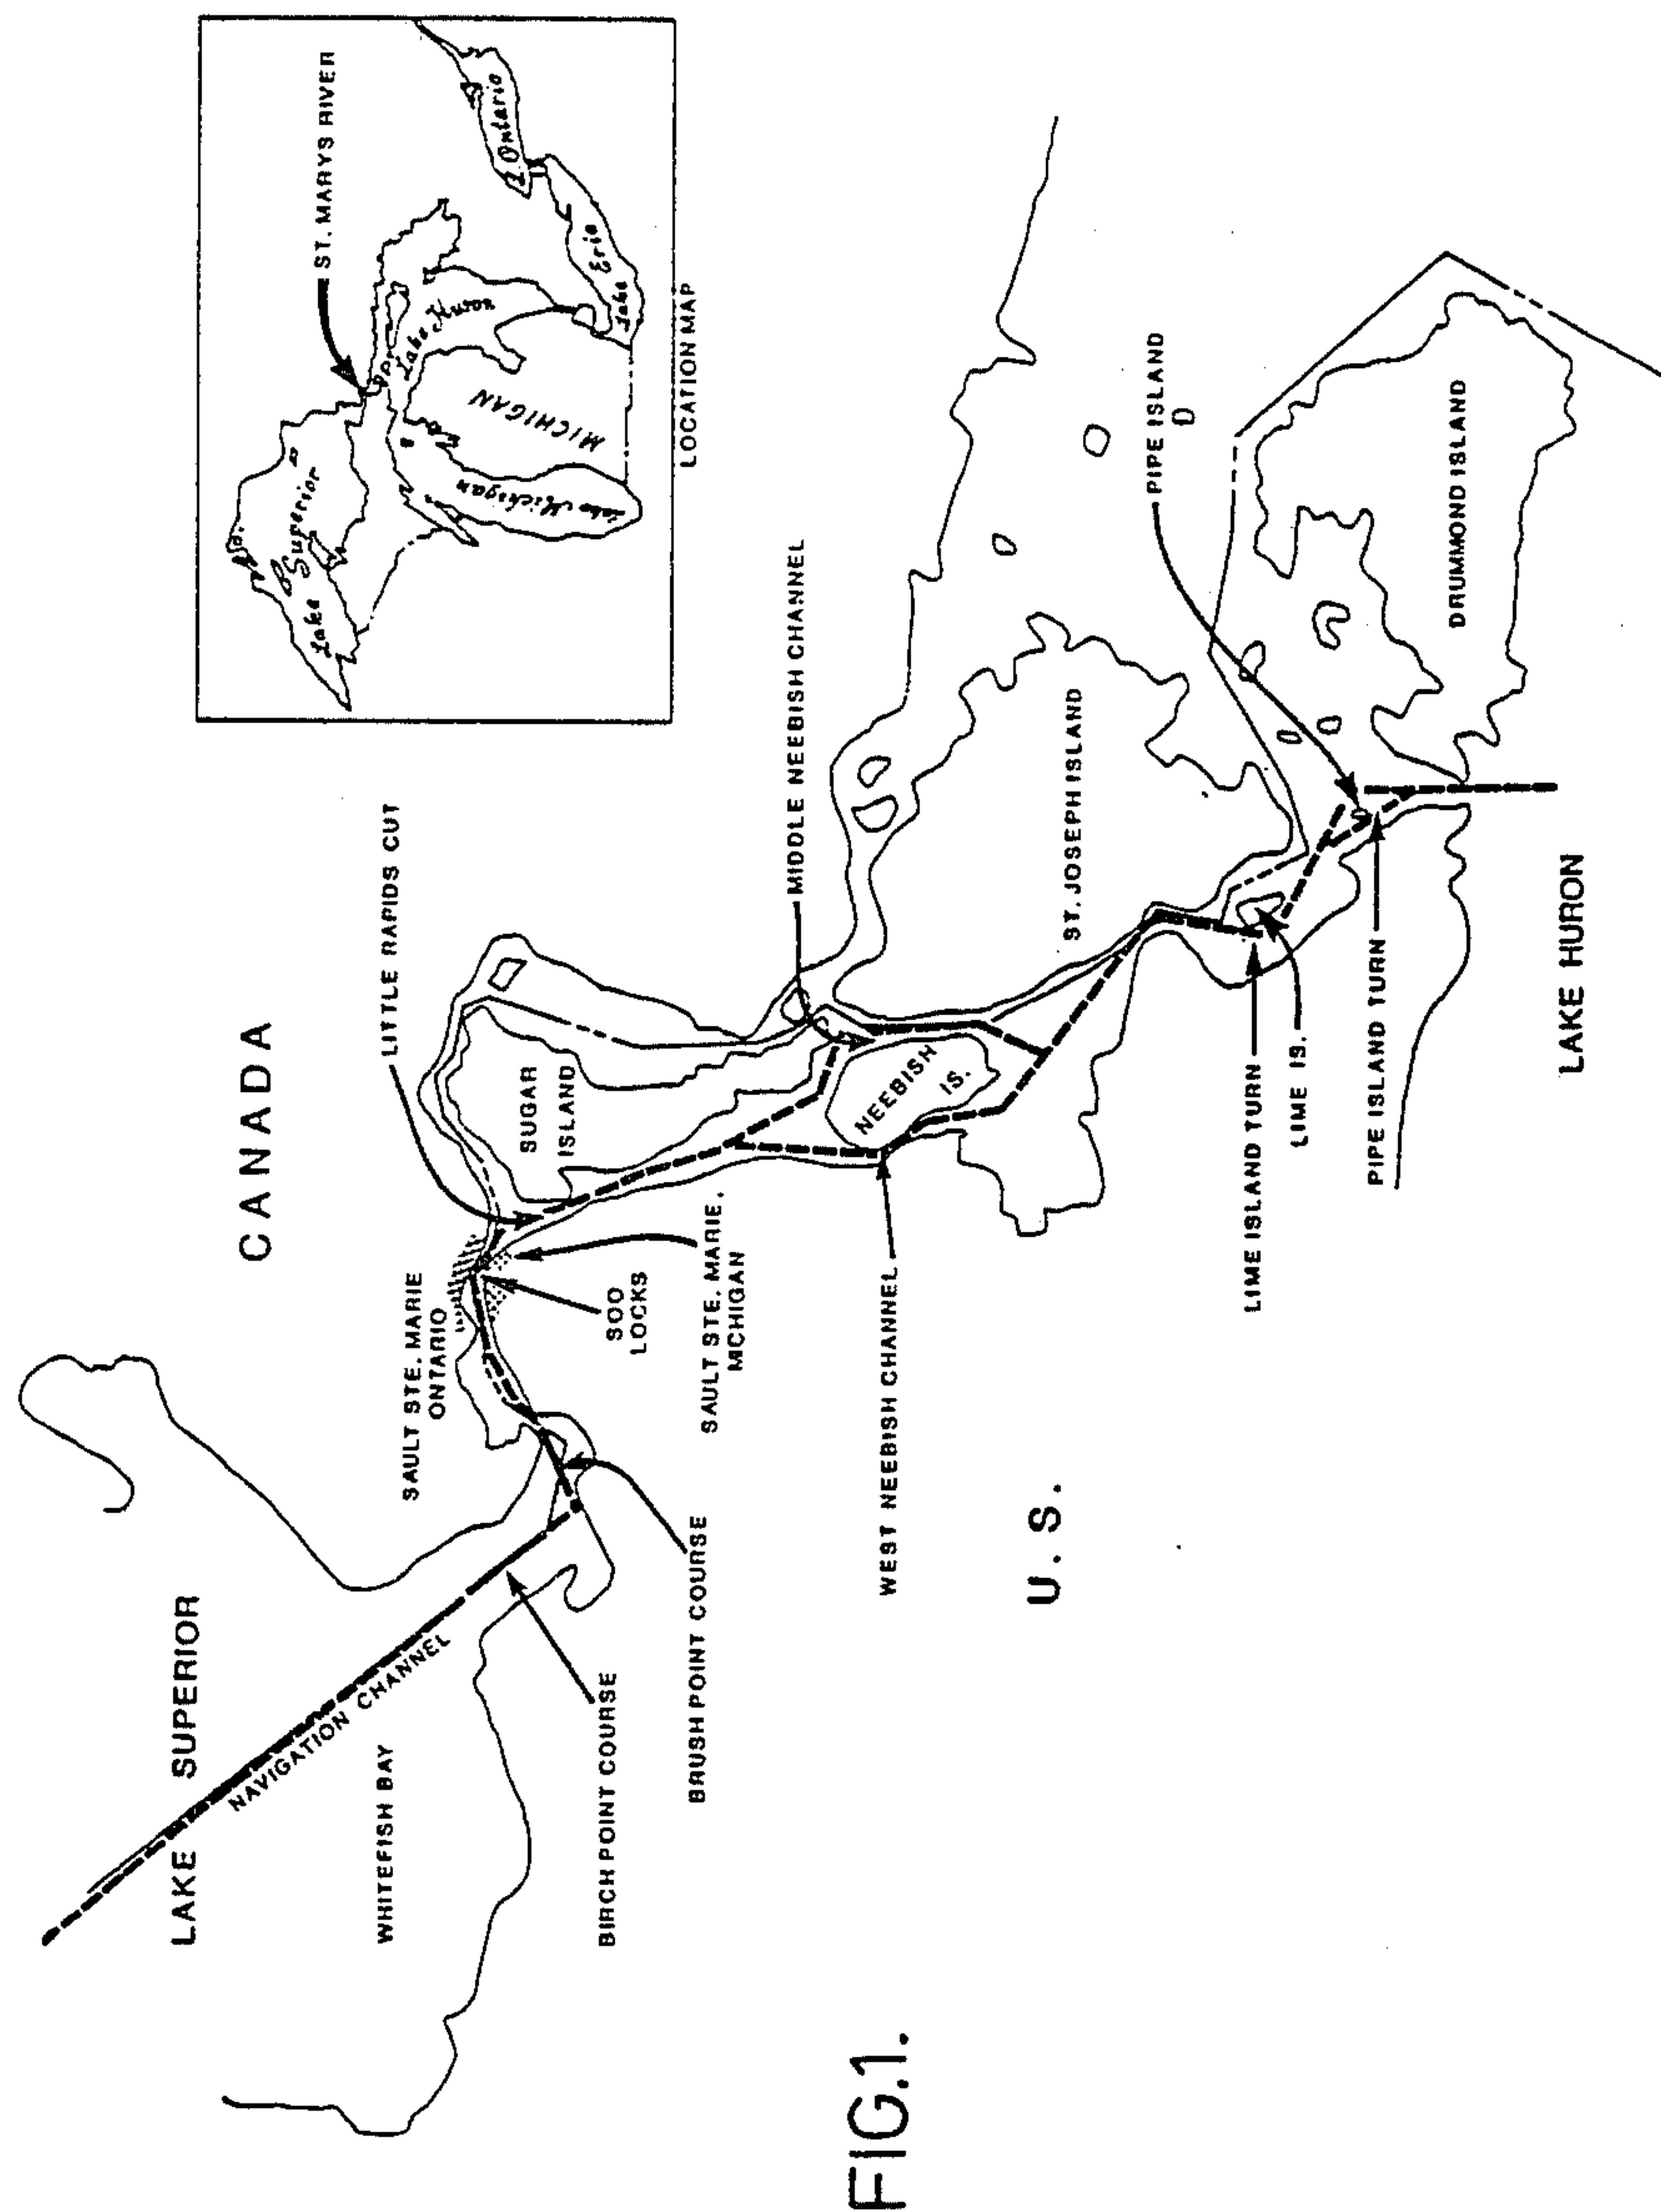 ST. MARYS RIVER
Lake
Superior
Lake Huron
L. Ontario
Lake Erie
Lake Michigan
MICHIGAN
LOCATION MAP
CANADA
LAKE SUPERIOR
NAVIGATION CHANNEL
WHITEFISH BAY
BIRCH POINT COURSE
BRUSH POINT COURSE
SAULT STE. MARIE
ONTARIO
SOO
LOCKS
SAULT STE. MARIE,
MCHIGAN
LITTLE RAPIDS CUT
SUGAR
ISLAND
MIDDLE NEEBISH CHANNEL
NEEBISH
IS.
WEST NEEBISH CHANNEL
U. S.
ST. JOSEPH ISLAND
PIPE ISLAND
DRUMMOND ISLAND
LIME ISLAND TURN
LIME IS.
PIPE ISLAND TURN
LAKE HURON
FIG.1.